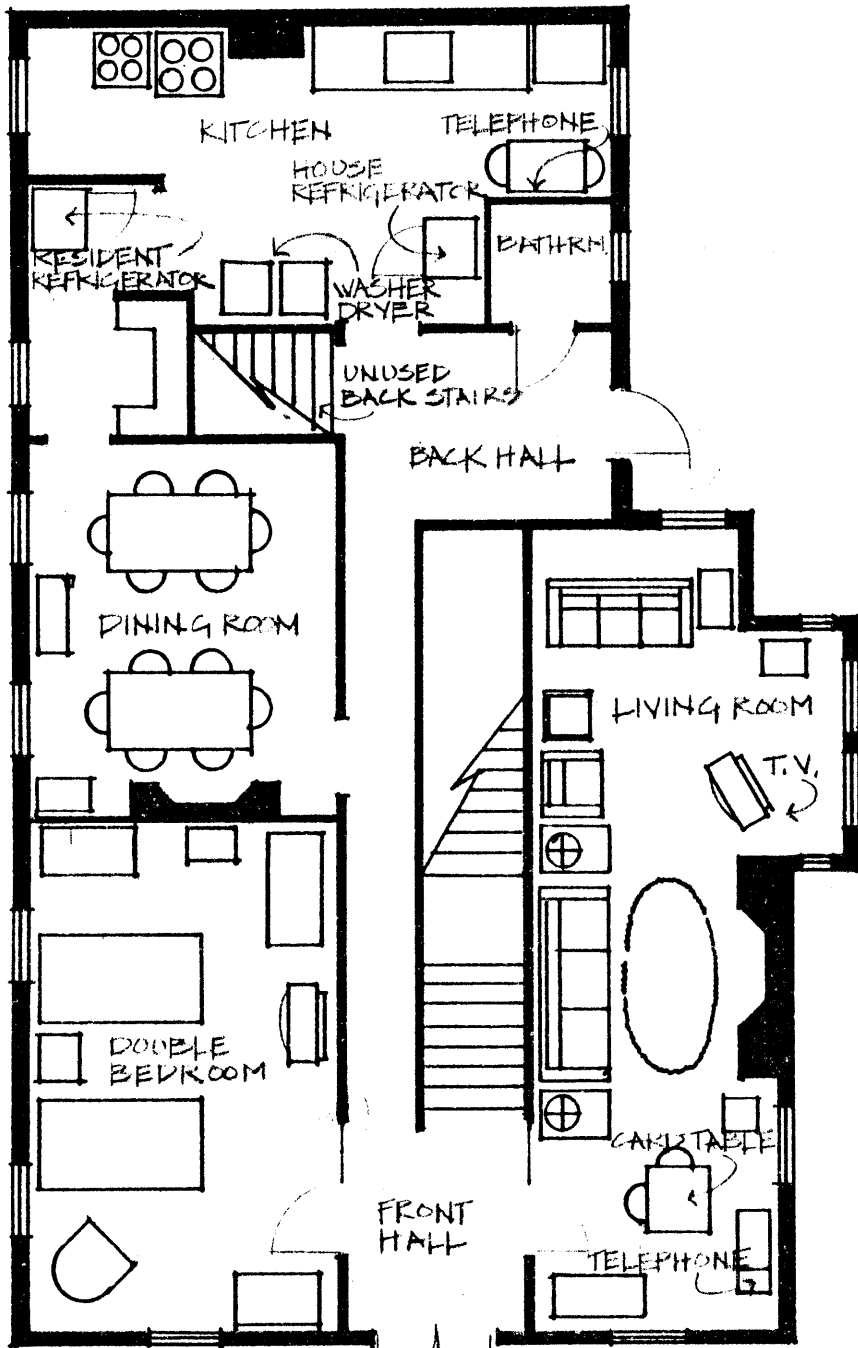 KITCHEN
TELEPHONE
HOUSE
REFRIGERATOR
BATHRM
RESIDENT
REFRIGERATOR
WASHER
DRYER
UNUSED
BACK STAIRS
BACK HALL
DINING ROOM
LIVING ROOM
T.V.
DOUBLE
BEDROOM
CARD TABLE
FRONT
HALL
TELEPHONE